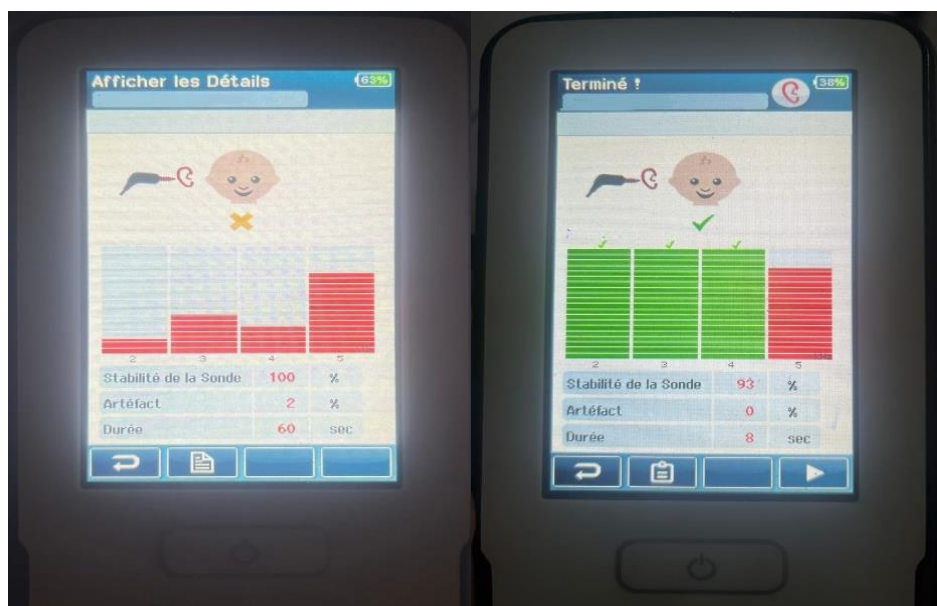 Afficher les Détails 63%
2 3 4 5
Stabilité de la Sonde 100 %
Artéfact 2 %
Durée 60 sec
Terminé ! 38%
2 3 4 5
Stabilité de la Sonde 93 %
Artéfact 0 %
Durée 8 sec